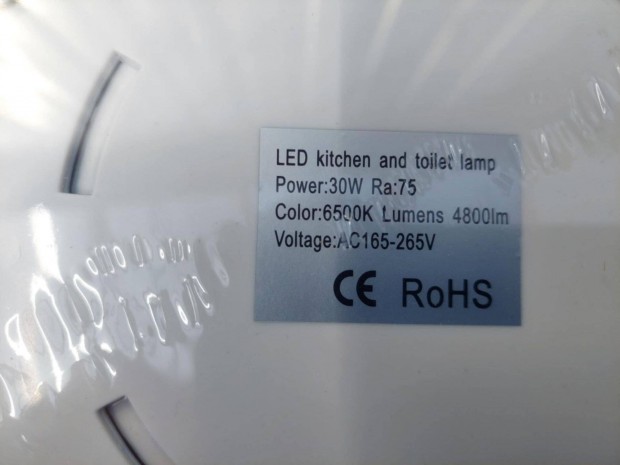 LED kitchen and toilet lamp
Power:30W Ra:75
Color:6500K Lumens 4800lm
Voltage:AC165-265V
CE RoHS